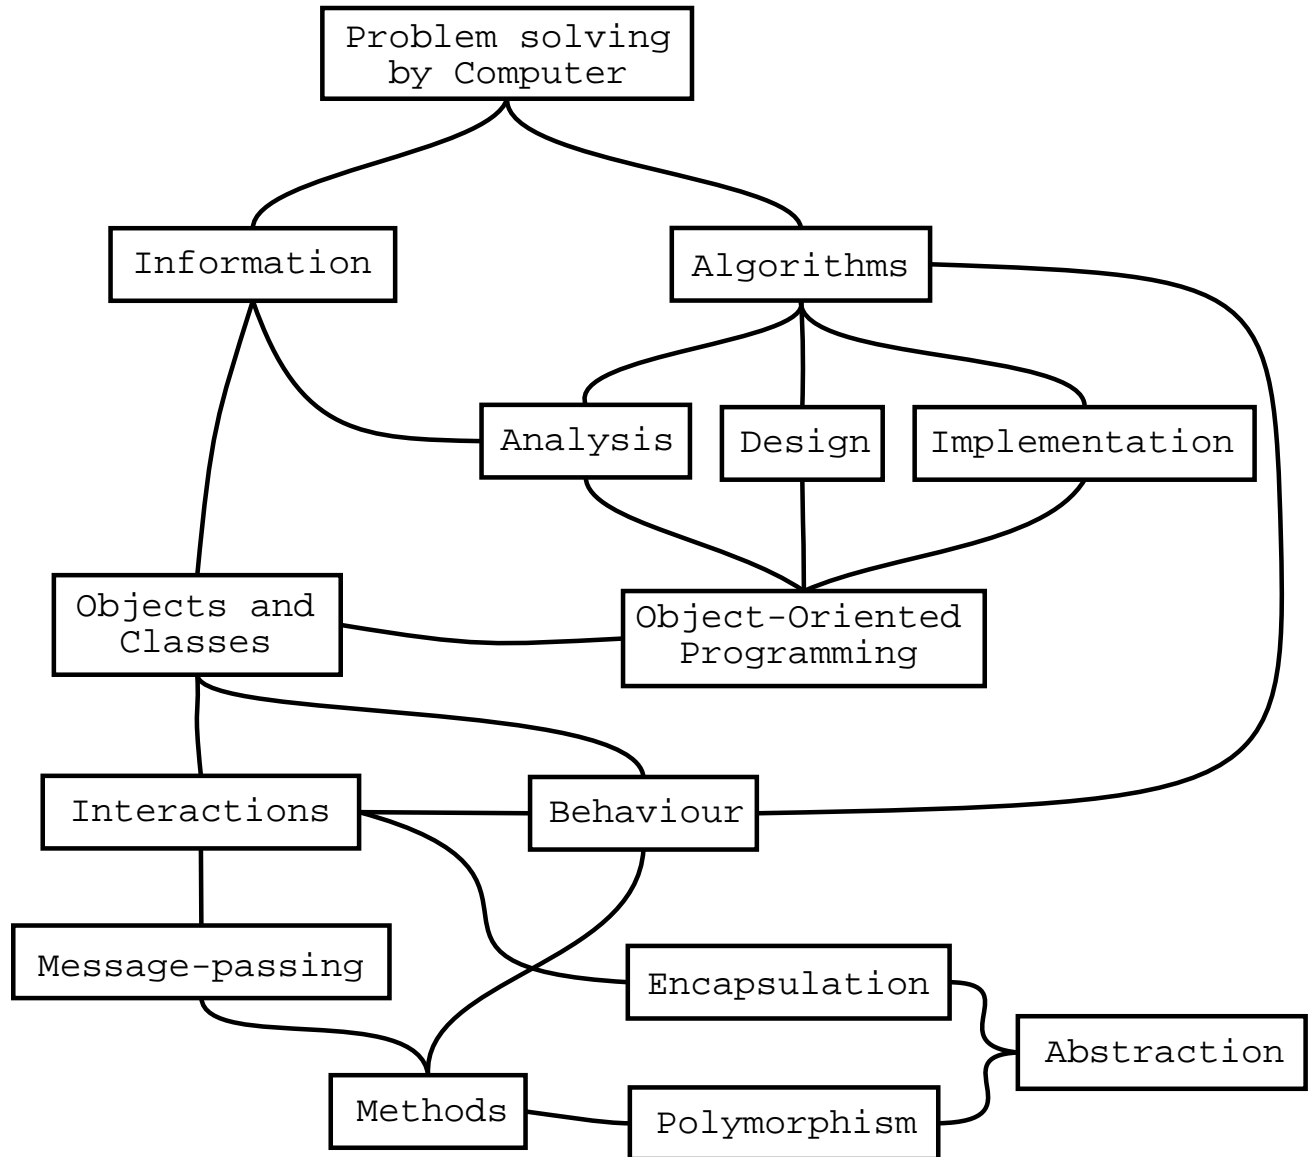 Problem solving
by Computer
Information
Algorithms
Analysis
Design
Implementation
Objects and
Classes
Object-Oriented
Programming
Interactions
Behaviour
Message-passing
Encapsulation
Abstraction
Methods
Polymorphism